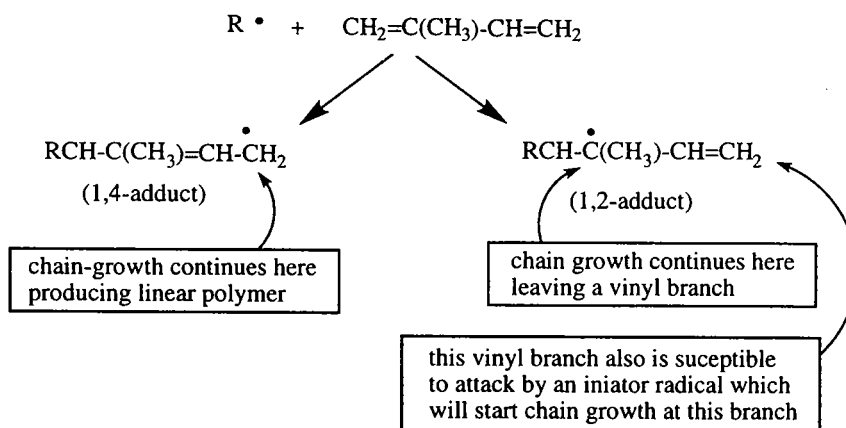 R • + CH₂=C(CH₃)-CH=CH₂
RCH-C(CH₃)=CH-ĊH₂
(1,4-adduct)
RCH-Ċ(CH₃)-CH=CH₂
(1,2-adduct)
chain-growth continues here
producing linear polymer
chain growth continues here
leaving a vinyl branch
this vinyl branch also is suceptible
to attack by an iniator radical which
will start chain growth at this branch